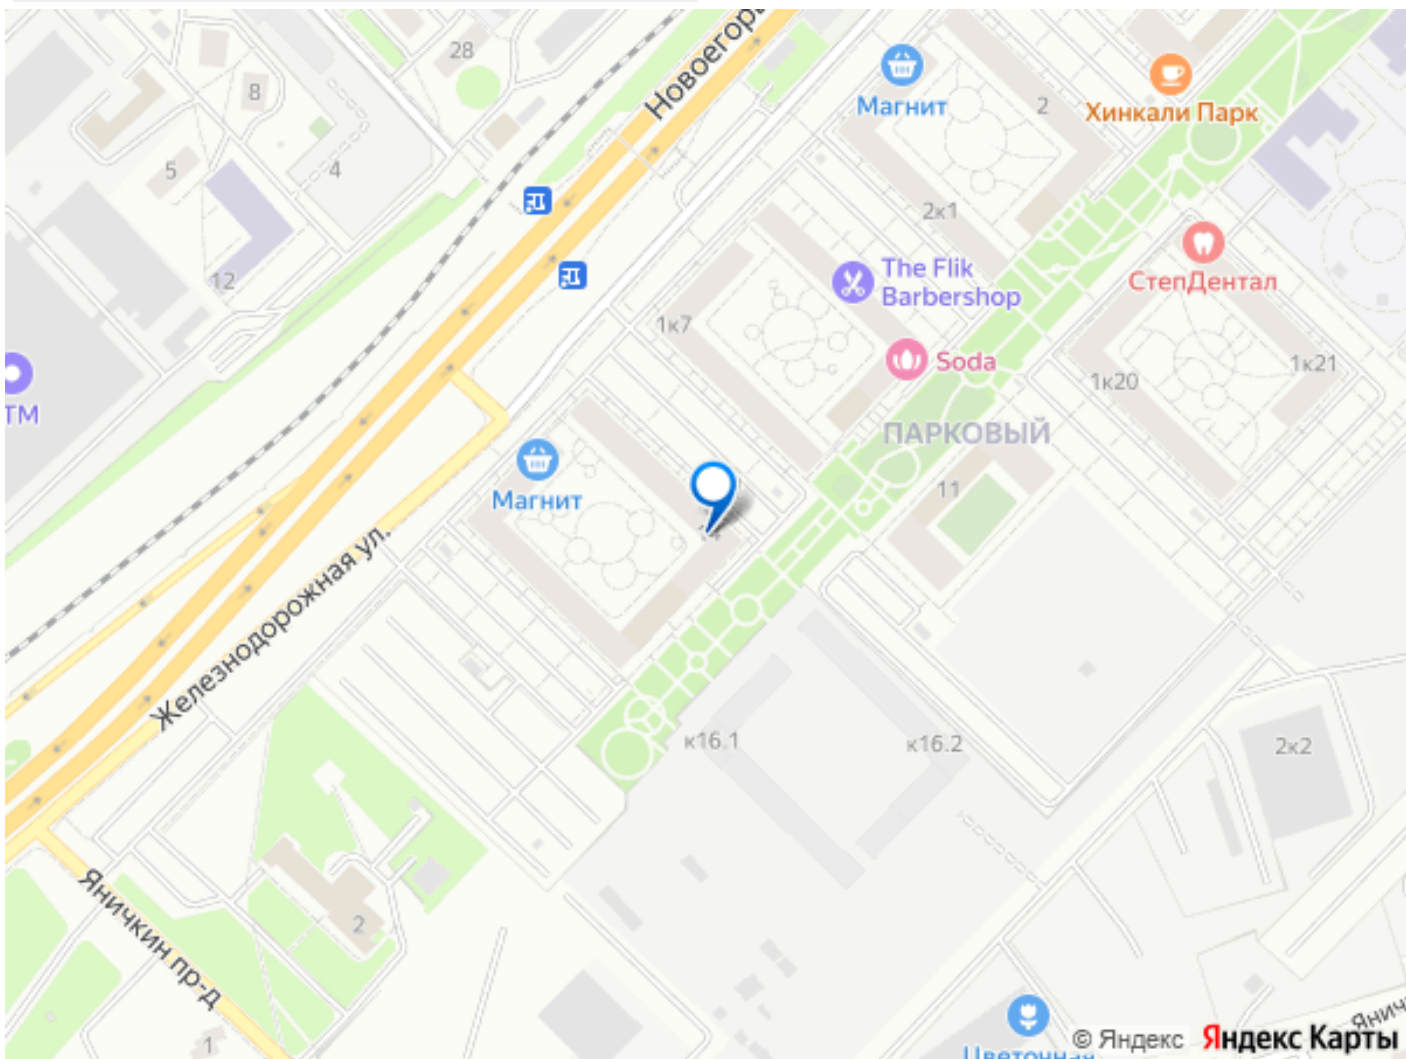 Новоегор
28
8
Магнит
2
Хинкали Парк
5
4
2к1
12
The Flik
Barbershop
СтепДентал
1к7
Soda
1к20
1к21
ТМ
ПАРКОВЫЙ
Магнит
11
Железнодорожная ул.
к16.1
к16.2
2к2
Яничкин пр-д
2
1
Цветочная
© Яндекс
Яндекс Карты